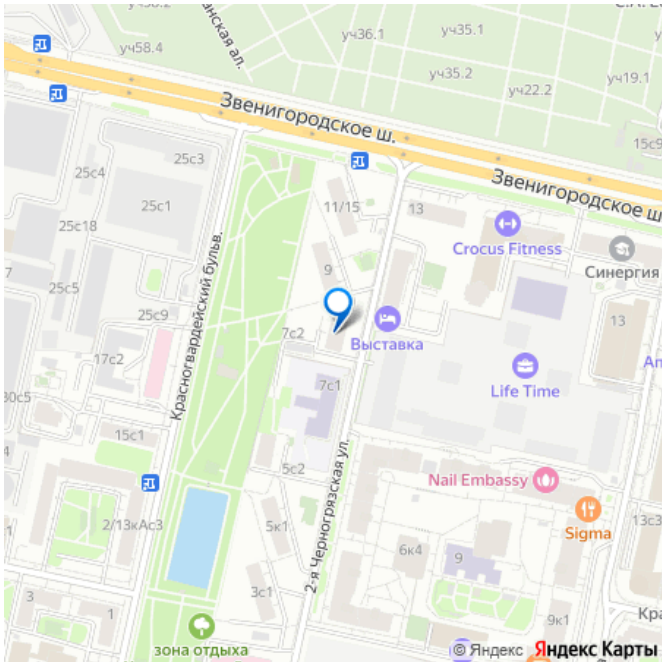 уч58.4
анская ал.
уч36.1
уч35.1
уч35.2
уч22.2
уч19.1
Звенигородское ш.
15с9
25с3
25с4
25с1
25с18
25с5
25с9
17с2
15с1
Звенигородское ш.
11/15
13
Crocus Fitness
Синергия
9
13
Выставка
7с2
7с1
Life Time
Красногвардейский бульв.
5с2
2-я Черногрязская ул.
Nail Embassy
Sigma
13с3
2/13кАс3
5к1
6к4
9
3с1
3
1
9к1
зона отдыха
© Яндекс Яндекс Карты